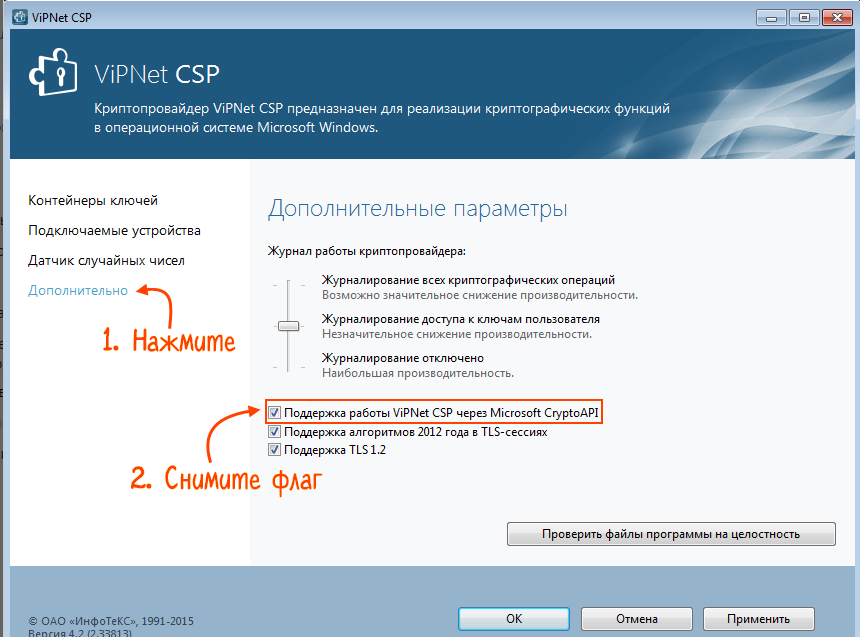 ViPNet CSP
ViPNet CSP
Криптопровайдер ViPNet CSP предназначен для реализации криптографических функций
в операционной системе Microsoft Windows.
Контейнеры ключей
Подключаемые устройства
Датчик случайных чисел
Дополнительно
1. Нажмите
Дополнительные параметры
Журнал работы криптопровайдера:
Журналирование всех криптографических операций
Возможно значительное снижение производительности.
Журналирование доступа к ключам пользователя
Незначительное снижение производительности.
Журналирование отключено
Наибольшая производительность.
Поддержка работы ViPNet CSP через Microsoft CryptoAPI
Поддержка алгоритмов 2012 года в TLS-сессиях
Поддержка TLS 1.2
2. Снимите флаг
Проверить файлы программы на целостность
© ОАО «ИнфоТеКС», 1991-2015
Версия 4.2 (2.33813)
OK
Отмена
Применить